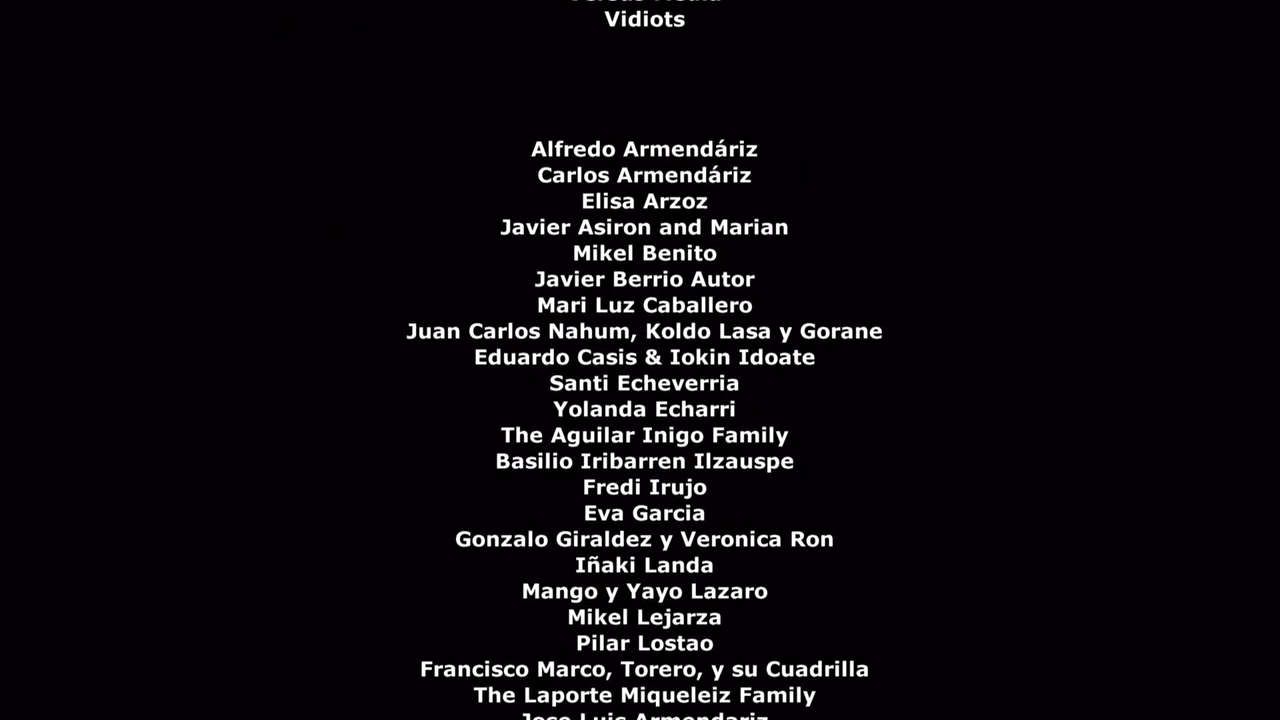 Vidiots
Alfredo Armendáriz
Carlos Armendáriz
Elisa Arzoz
Javier Asiron and Marian
Mikel Benito
Javier Berrio Autor
Mari Luz Caballero
Juan Carlos Nahum, Koldo Lasa y Gorane
Eduardo Casis & Iokin Idoate
Santi Echeverria
Yolanda Echarri
The Aguilar Inigo Family
Basilio Iribarren Ilzauspe
Fredi Irujo
Eva Garcia
Gonzalo Giraldez y Veronica Ron
Iñaki Landa
Mango y Yayo Lazaro
Mikel Lejarza
Pilar Lostao
Francisco Marco, Torero, y su Cuadrilla
The Laporte Miqueleiz Family
Jose Luis Armendariz